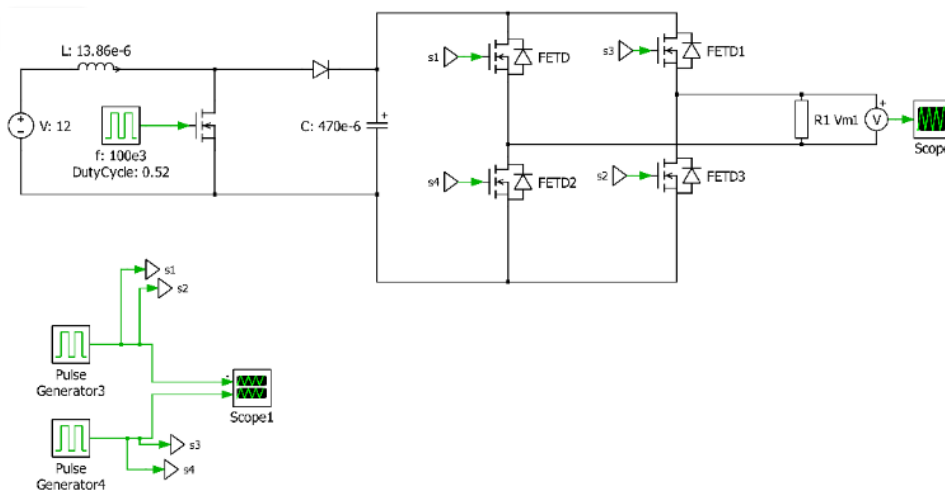 L: 13.86e-6
V: 12
f: 100e3
DutyCycle: 0.52
C: 470e-6
+
s1
FETD
s3
FETD1
s4
FETD2
s2
FETD3
R1 Vm1
+
V
Scope
s1
s2
Pulse
Generator3
Scope1
s3
s4
Pulse
Generator4